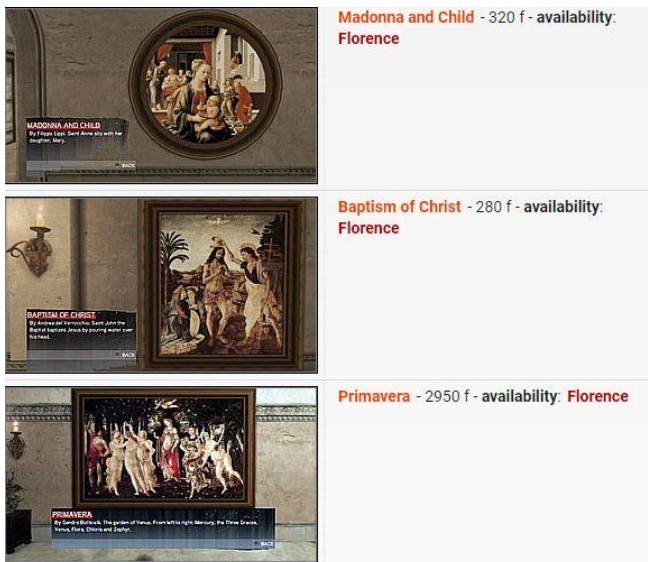 Madonna and Child - 320 f - availability:
Florence
MADONNA AND CHILD
By Filippo Lippi. Saint Anne sits with her
daughter, Mary.
BACK
Baptism of Christ - 280 f - availability:
Florence
BAPTISM OF CHRIST
By Andrea del Verrocchio. Saint John the
Baptist baptizes Jesus by pouring water over
his head.
BACK
Primavera - 2950 f - availability: Florence
PRIMAVERA
By Sandro Botticelli. The garden of Venus. From left to right: Mercury, the Three Graces,
Venus, Flora, Chloris and Zephyr.
BACK